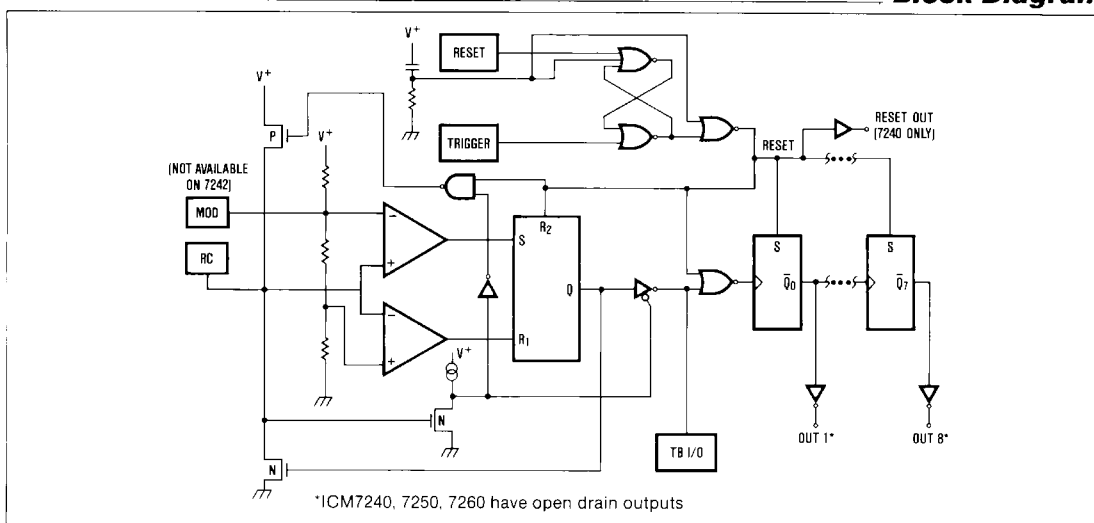 Block Diagram
V+
RESET
V+
P
V+
TRIGGER
RESET
RESET OUT
(7240 ONLY)
(NOT AVAILABLE
ON 7242)
MOD
RC
−
+
−
+
S
R2
Q
R1
S
Q̅0
S
Q̅7
V+
N
N
TB I/O
OUT 1*
OUT 8*
*ICM7240, 7250, 7260 have open drain outputs